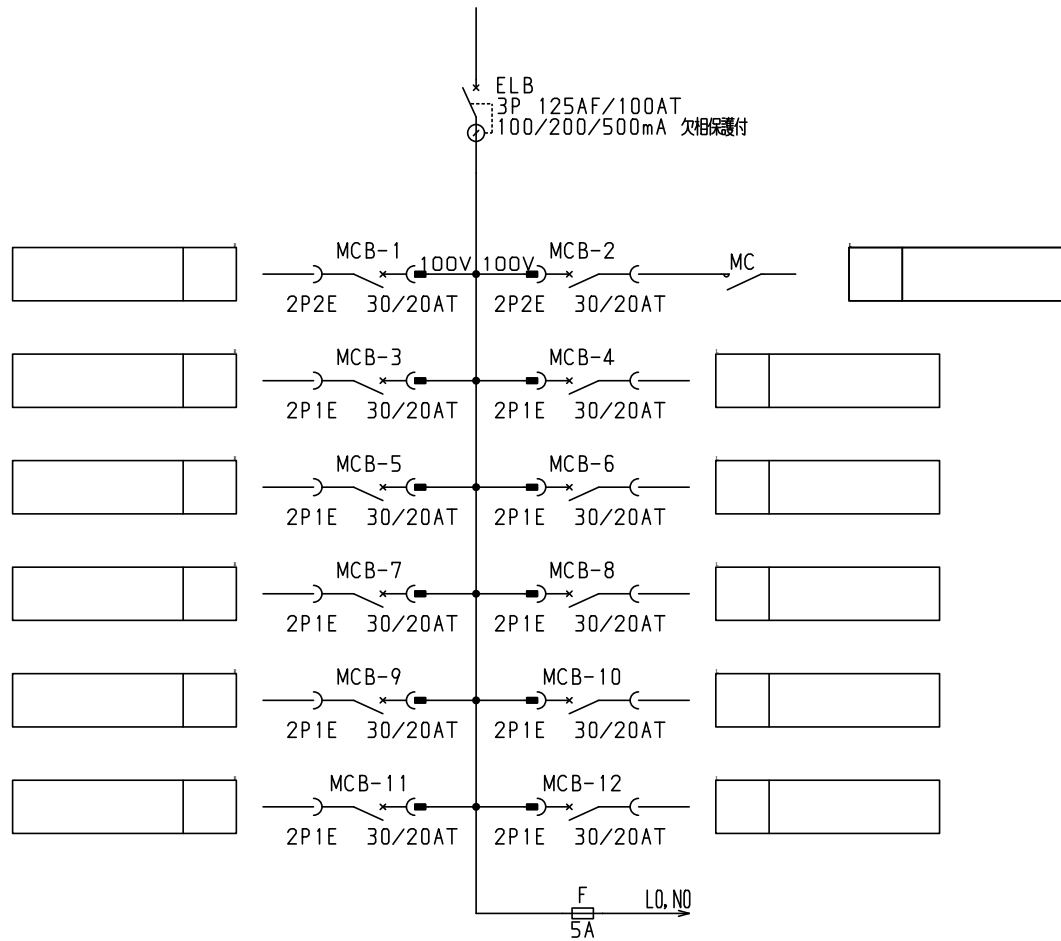 ELB
3P 125AF/100AT
100/200/500mA 欠相保護付
MCB-1 100V 100V MCB-2 MC
2P2E 30/20AT 2P2E 30/20AT
MCB-3 MCB-4
2P1E 30/20AT 2P1E 30/20AT
MCB-5 MCB-6
2P1E 30/20AT 2P1E 30/20AT
MCB-7 MCB-8
2P1E 30/20AT 2P1E 30/20AT
MCB-9 MCB-10
2P1E 30/20AT 2P1E 30/20AT
MCB-11 MCB-12
2P1E 30/20AT 2P1E 30/20AT
F L0,N0
5A